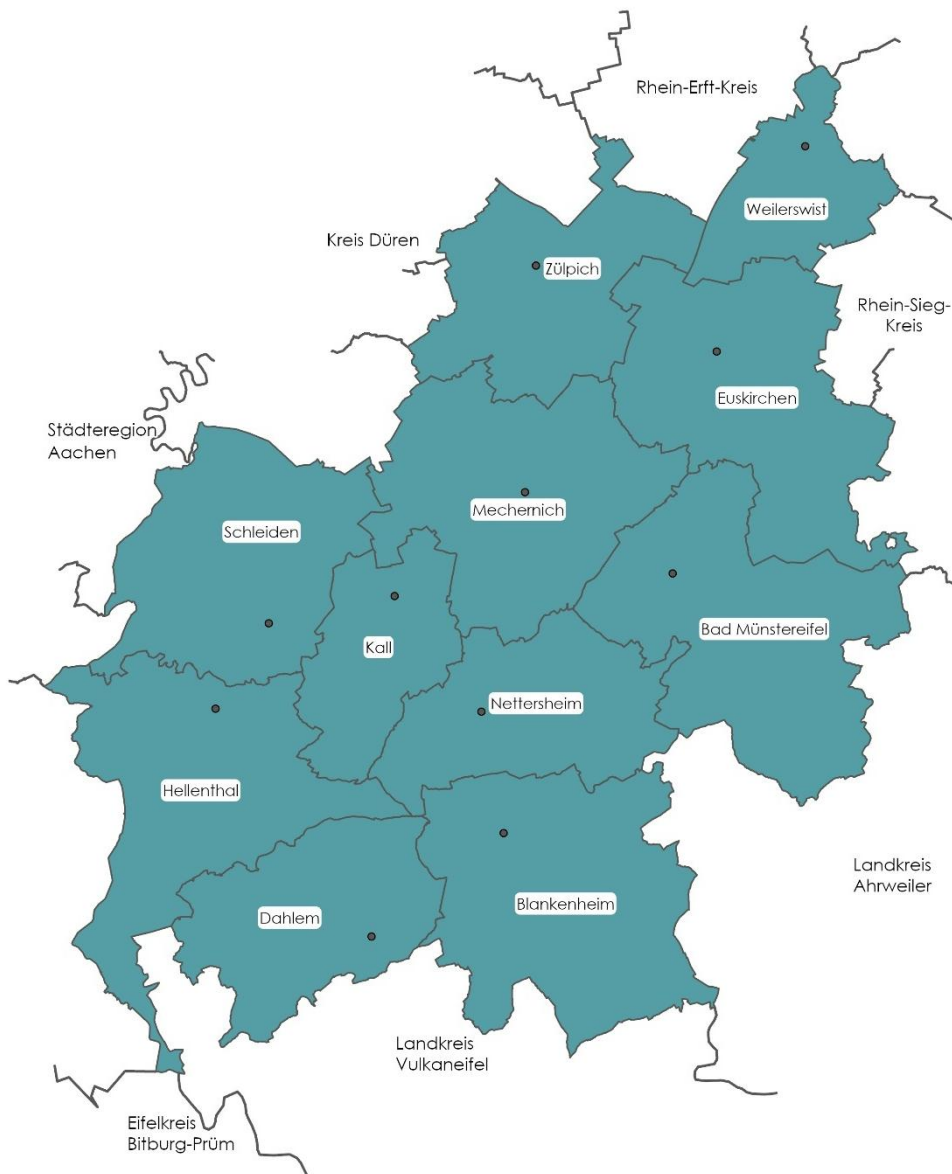 Rhein-Erft-Kreis
Weilerswist
Kreis Düren
Zülpich
Rhein-Sieg-
Kreis
Euskirchen
Städteregion
Aachen
Mechernich
Schleiden
Bad Münstereifel
Kall
Nettersheim
Hellenthal
Landkreis
Ahrweiler
Blankenheim
Dahlem
Landkreis
Vulkaneifel
Eifelkreis
Bitburg-Prüm